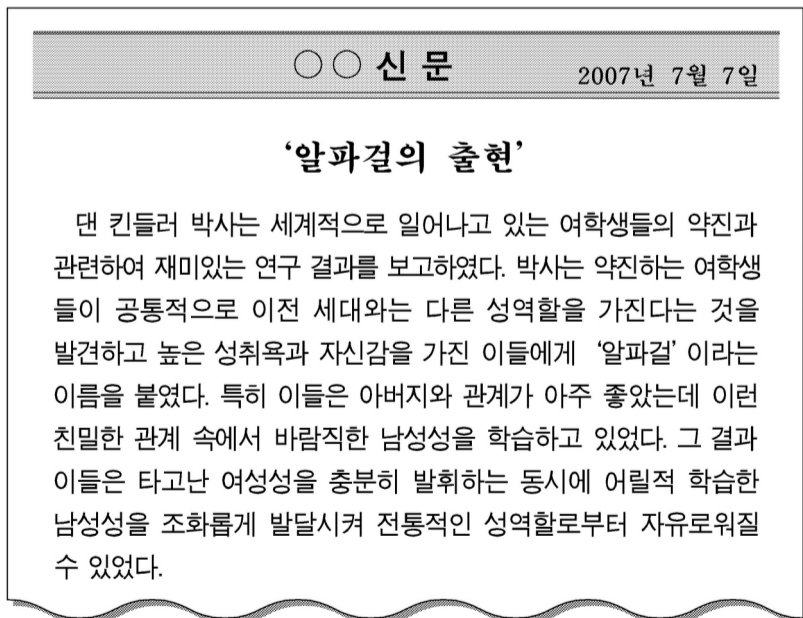 ○○신문
2007년 7월 7일
‘알파걸의 출현’
댄 킨들러 박사는 세계적으로 일어나고 있는 여학생들의 약진과
관련하여 재미있는 연구 결과를 보고하였다. 박사는 약진하는 여학생
들이 공통적으로 이전 세대와는 다른 성역할을 가진다는 것을
발견하고 높은 성취욕과 자신감을 가진 이들에게 ‘알파걸’이라는
이름을 붙였다. 특히 이들은 아버지와 관계가 아주 좋았는데 이런
친밀한 관계 속에서 바람직한 남성성을 학습하고 있었다. 그 결과
이들은 타고난 여성성을 충분히 발휘하는 동시에 어릴적 학습한
남성성을 조화롭게 발달시켜 전통적인 성역할로부터 자유로워질
수 있었다.